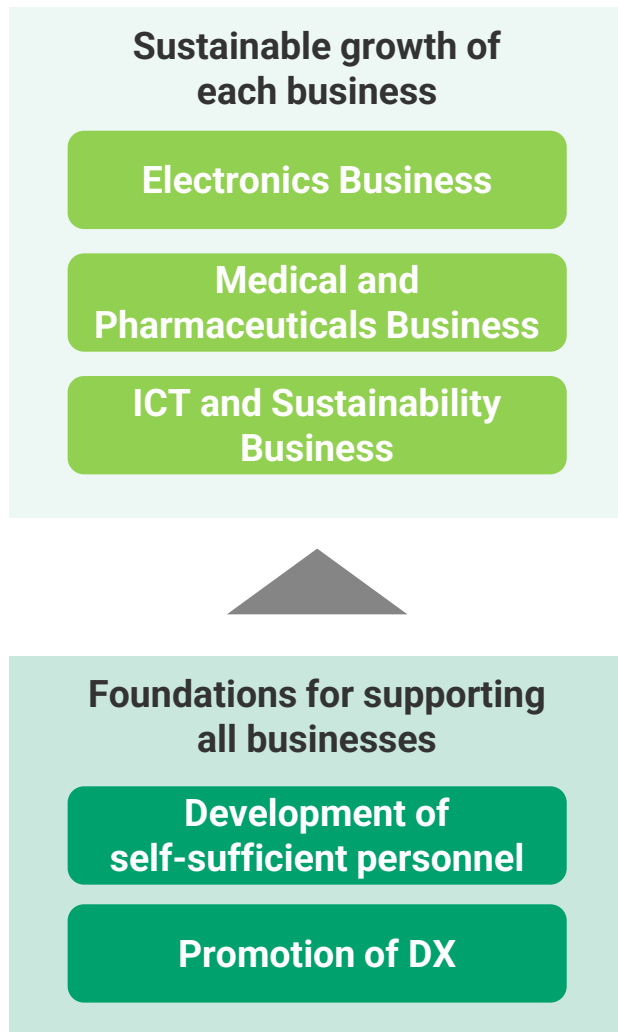 Sustainable growth of
each business
Electronics Business
Medical and
Pharmaceuticals Business
ICT and Sustainability
Business
Foundations for supporting
all businesses
Development of
self-sufficient personnel
Promotion of DX